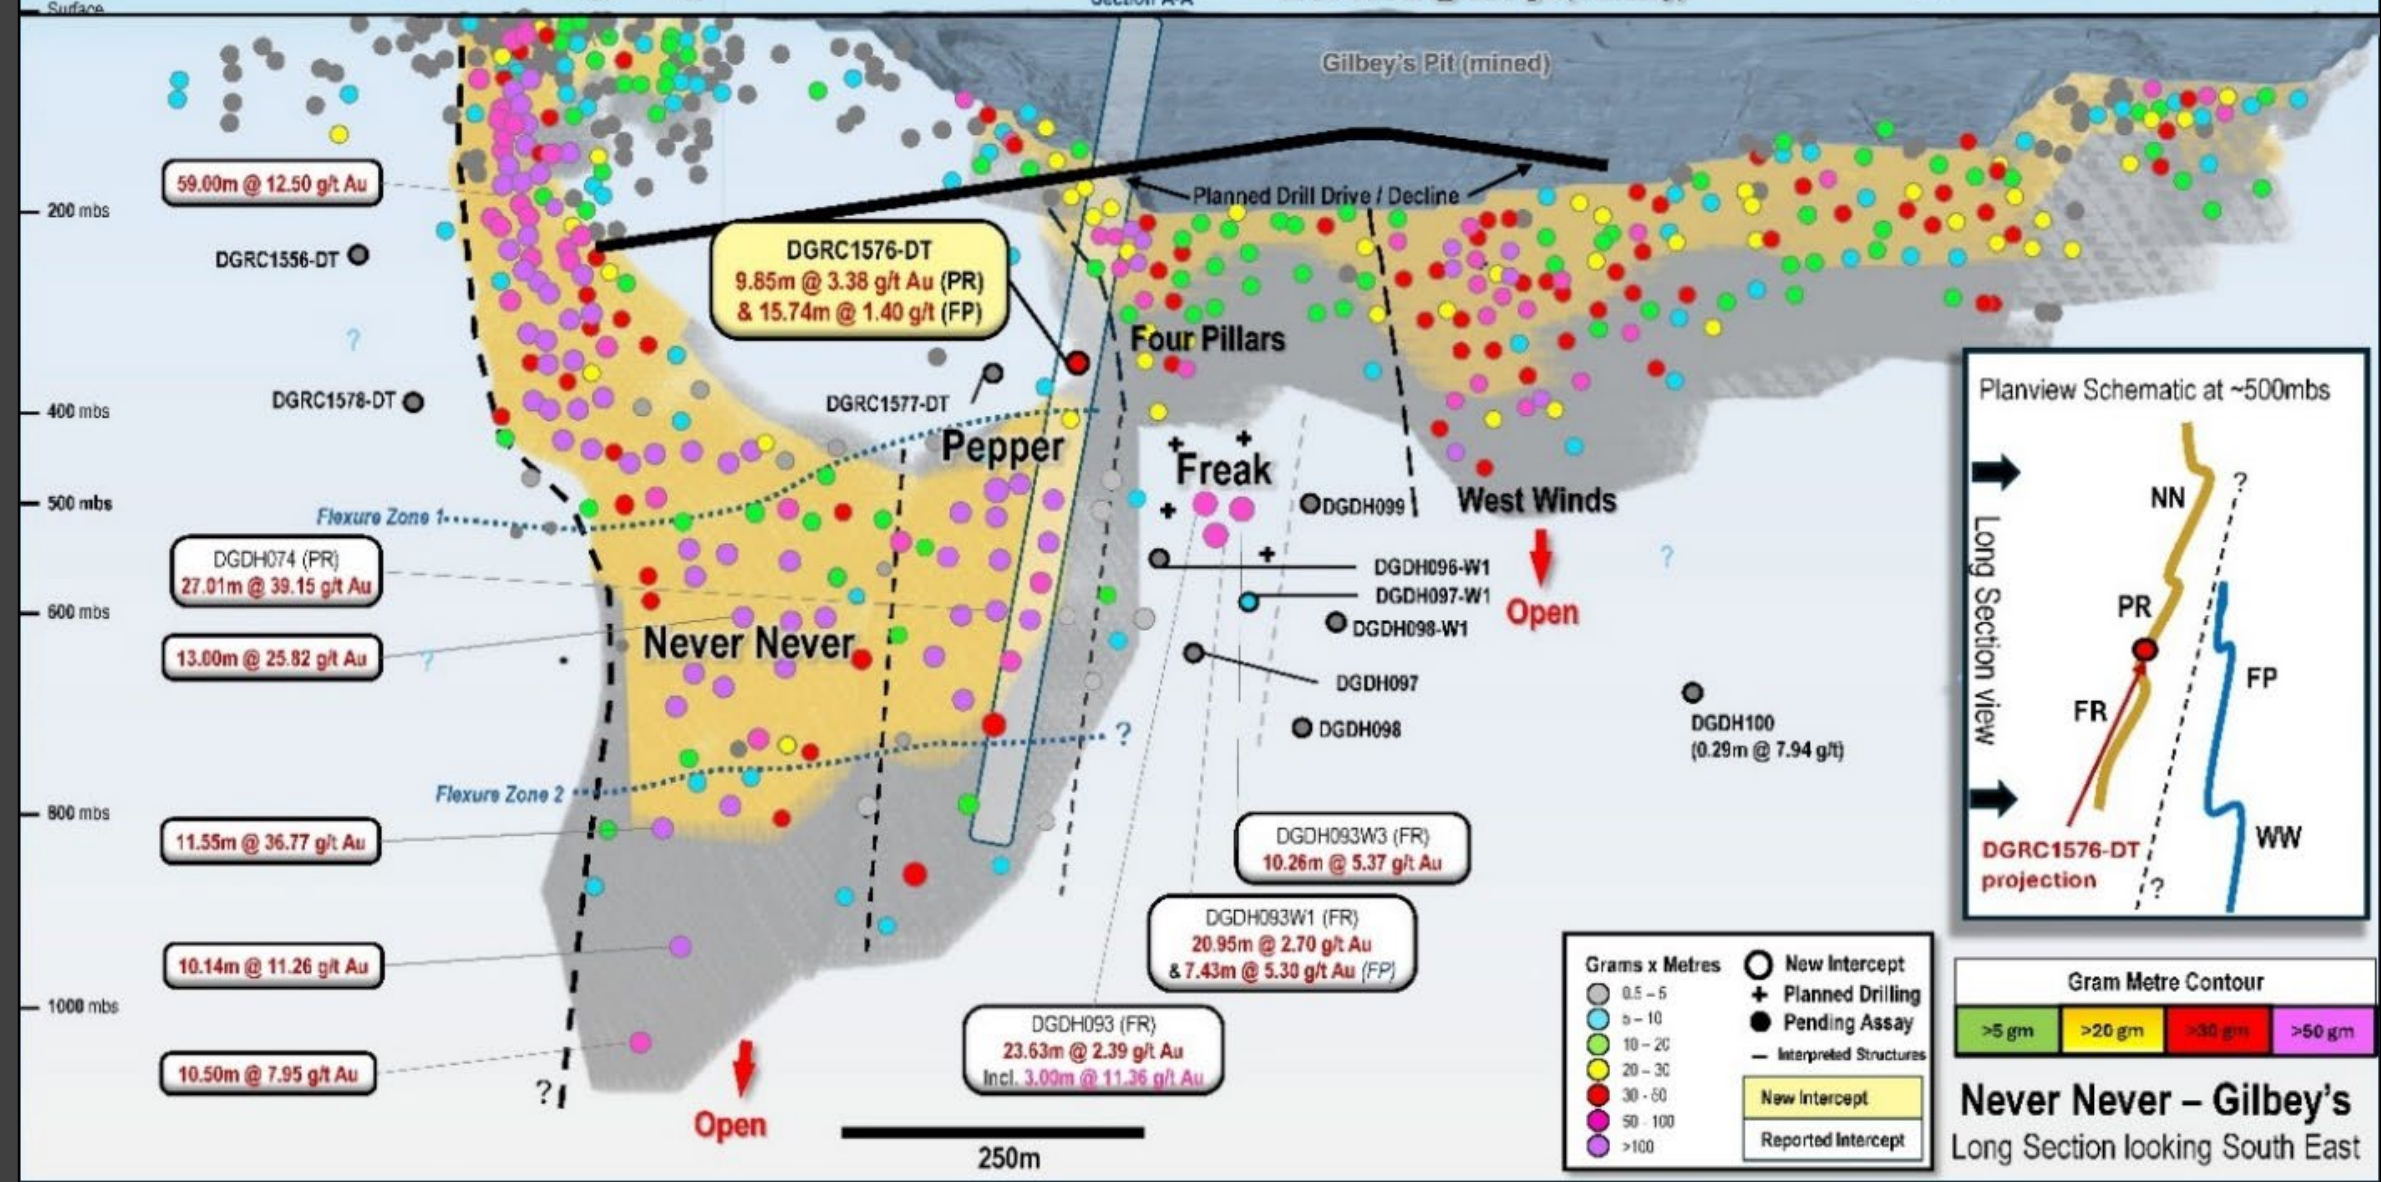 Surface
Section A-A
Gilbey's Pit (mined)
59.00m @ 12.50 g/t Au
Planned Drill Drive / Decline
200 mbs
DGRC1556-DT
DGRC1576-DT
9.85m @ 3.38 g/t Au (PR)
& 15.74m @ 1.40 g/t (FP)
?
Four Pillars
DGRC1578-DT
DGRC1577-DT
400 mbs
Pepper
Freak
500 mbs
Flexure Zone 1
DGDH099
West Winds
DGDH074 (PR)
27.01m @ 39.15 g/t Au
?
DGDH096-W1
DGDH097-W1
600 mbs
Open
DGDH098-W1
Never Never
13.00m @ 25.82 g/t Au
?
DGDH097
DGDH098
DGDH100
(0.29m @ 7.94 g/t)
?
Flexure Zone 2
800 mbs
11.55m @ 36.77 g/t Au
DGDH093W3 (FR)
10.26m @ 5.37 g/t Au
DGDH093W1 (FR)
20.95m @ 2.70 g/t Au
& 7.43m @ 5.30 g/t Au (FP)
10.14m @ 11.26 g/t Au
1000 mbs
DGDH093 (FR)
23.63m @ 2.39 g/t Au
Incl. 3.00m @ 11.36 g/t Au
10.50m @ 7.95 g/t Au
?
Open
250m
Planview Schematic at ~500mbs
Long Section view
NN
?
PR
FP
FR
WW
DGRC1576-DT
projection
?
Grams x Metres
0.5 – 5
5 – 10
10 – 20
20 – 30
30 - 50
50 - 100
>100
New Intercept
Planned Drilling
Pending Assay
Interpreted Structures
New Intercept
Reported Intercept
Gram Metre Contour
>5 gm
>20 gm
>30 gm
>50 gm
Never Never – Gilbey's
Long Section looking South East